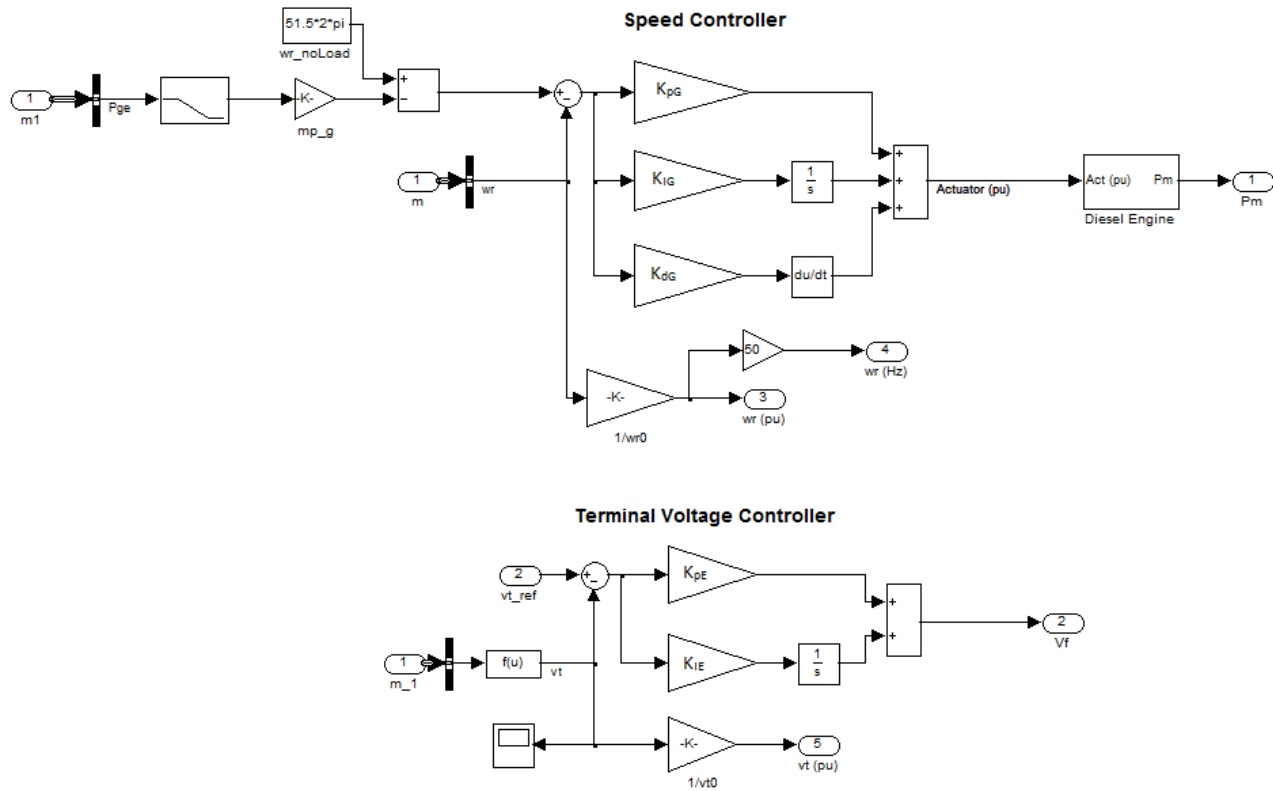 Speed Controller
51.5*2*pi
wr_noLoad
+
−
1
m1
Pge
-K-
mp_g
+
−
KpG
1
m
wr
KIG
1
s
KdG
du/dt
+
+
+
Actuator (pu)
Act (pu) Pm
Diesel Engine
1
Pm
50
4
wr (Hz)
-K-
1/wr0
3
wr (pu)
Terminal Voltage Controller
2
vt_ref
+
−
KpE
1
m_1
f(u)
vt
KIE
1
s
+
+
2
Vf
-K-
1/vt0
5
vt (pu)